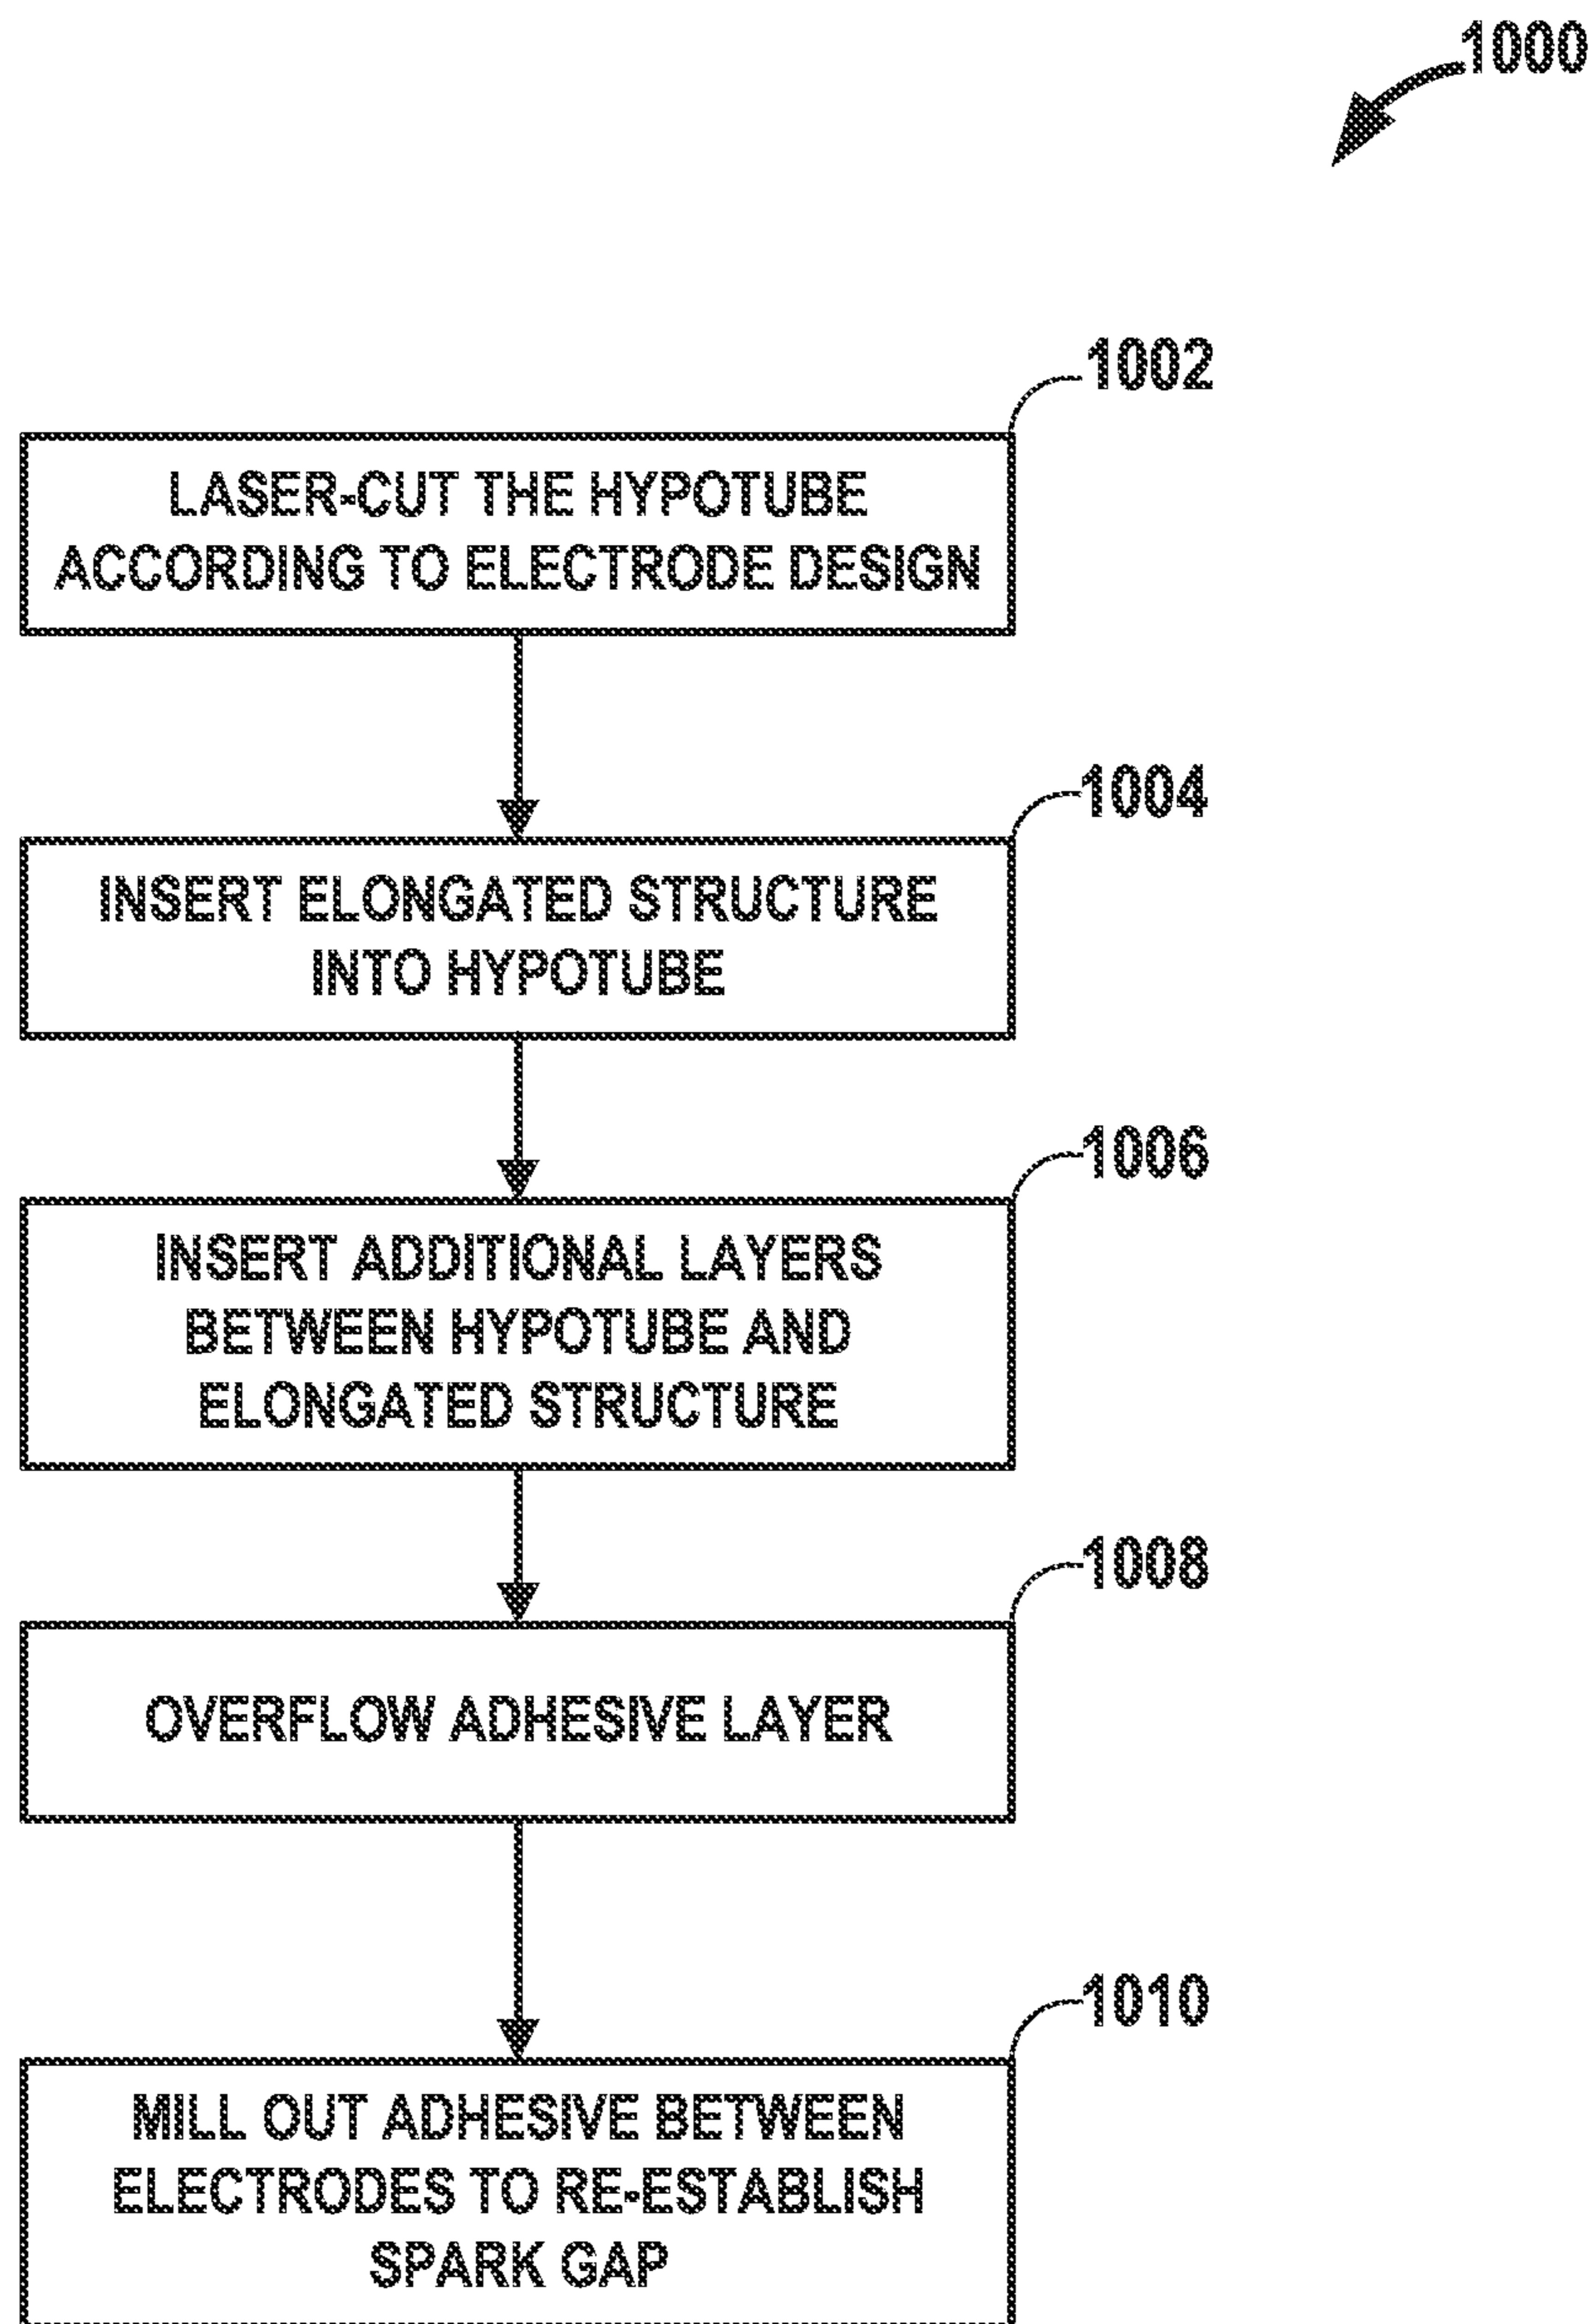 1000
1002
LASER-CUT THE HYPOTUBE
ACCORDING TO ELECTRODE DESIGN
1004
INSERT ELONGATED STRUCTURE
INTO HYPOTUBE
1006
INSERT ADDITIONAL LAYERS
BETWEEN HYPOTUBE AND
ELONGATED STRUCTURE
1008
OVERFLOW ADHESIVE LAYER
1010
MILL OUT ADHESIVE BETWEEN
ELECTRODES TO RE-ESTABLISH
SPARK GAP